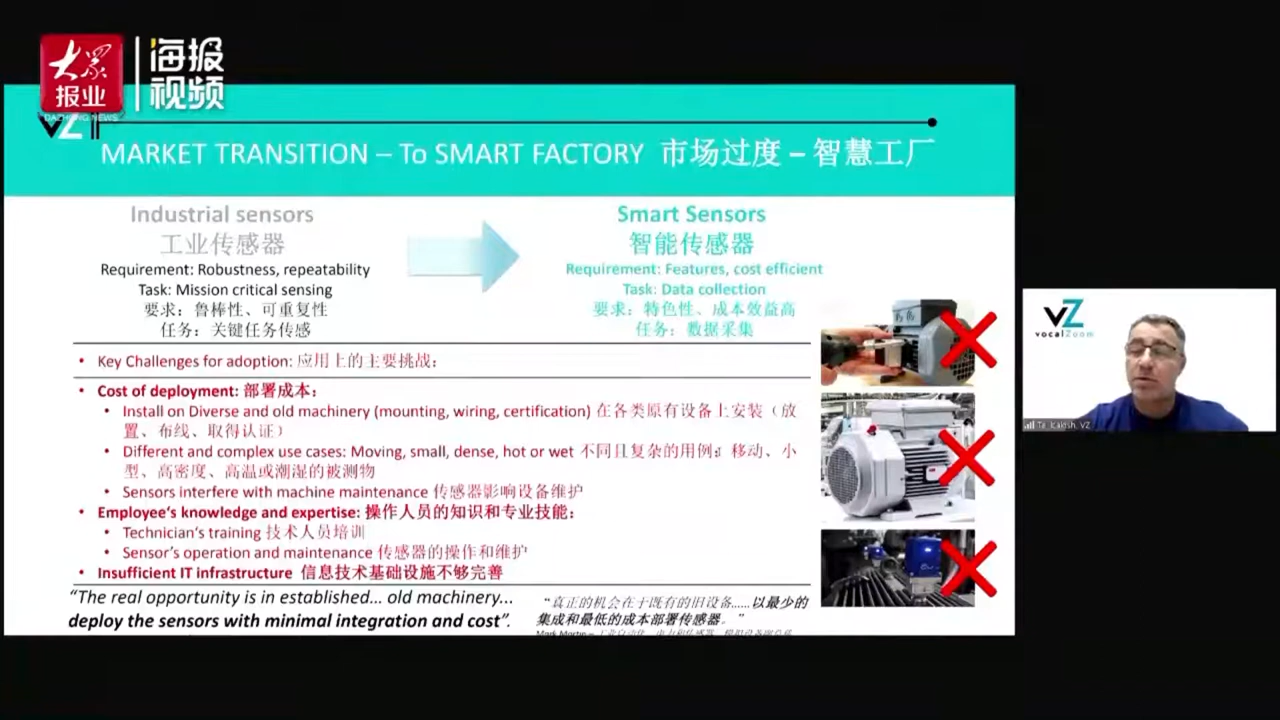 大众报业
海报视频
DAZHONG NEWS
VZ
MARKET TRANSITION – To SMART FACTORY 市场过度 – 智慧工厂
Industrial sensors
工业传感器
Requirement: Robustness, repeatability
Task: Mission critical sensing
要求：鲁棒性、可重复性
任务：关键任务传感
Smart Sensors
智能传感器
Requirement: Features, cost efficient
Task: Data collection
要求：特色性、成本效益高
任务：数据采集
• Key Challenges for adoption: 应用上的主要挑战：
• Cost of deployment: 部署成本：
• Install on Diverse and old machinery (mounting, wiring, certification) 在各类原有设备上安装（放
置、布线、取得认证）
• Different and complex use cases: Moving, small, dense, hot or wet 不同且复杂的用例：移动、小
型、高密度、高温或潮湿的被测物
• Sensors interfere with machine maintenance 传感器影响设备维护
• Employee's knowledge and expertise: 操作人员的知识和专业技能：
• Technician's training 技术人员培训
• Sensor's operation and maintenance 传感器的操作和维护
• Insufficient IT infrastructure 信息技术基础设施不够完善
“The real opportunity is in established... old machinery...
deploy the sensors with minimal integration and cost”.
“真正的机会在于既有的旧设备……以最少的
集成和最低的成本部署传感器。”
vZ
vocalZoom